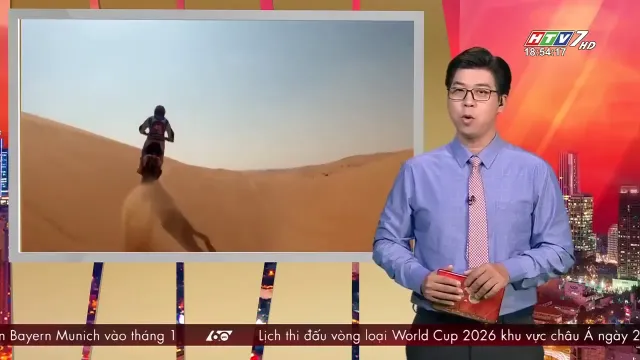 HTV7 HD
18:54:17
n Bayern Munich vào tháng 1
60 Lịch thi đấu vòng loại World Cup 2026 khu vực châu Á ngày 2